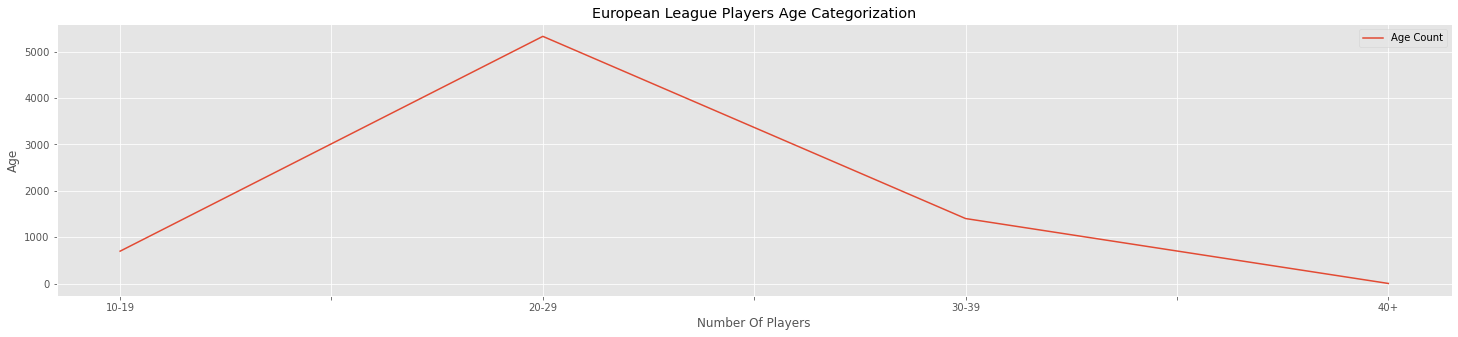 European League Players Age Categorization
Age Count
5000
4000
3000
2000
1000
0
Age
10-19
20-29
30-39
40+
Number Of Players